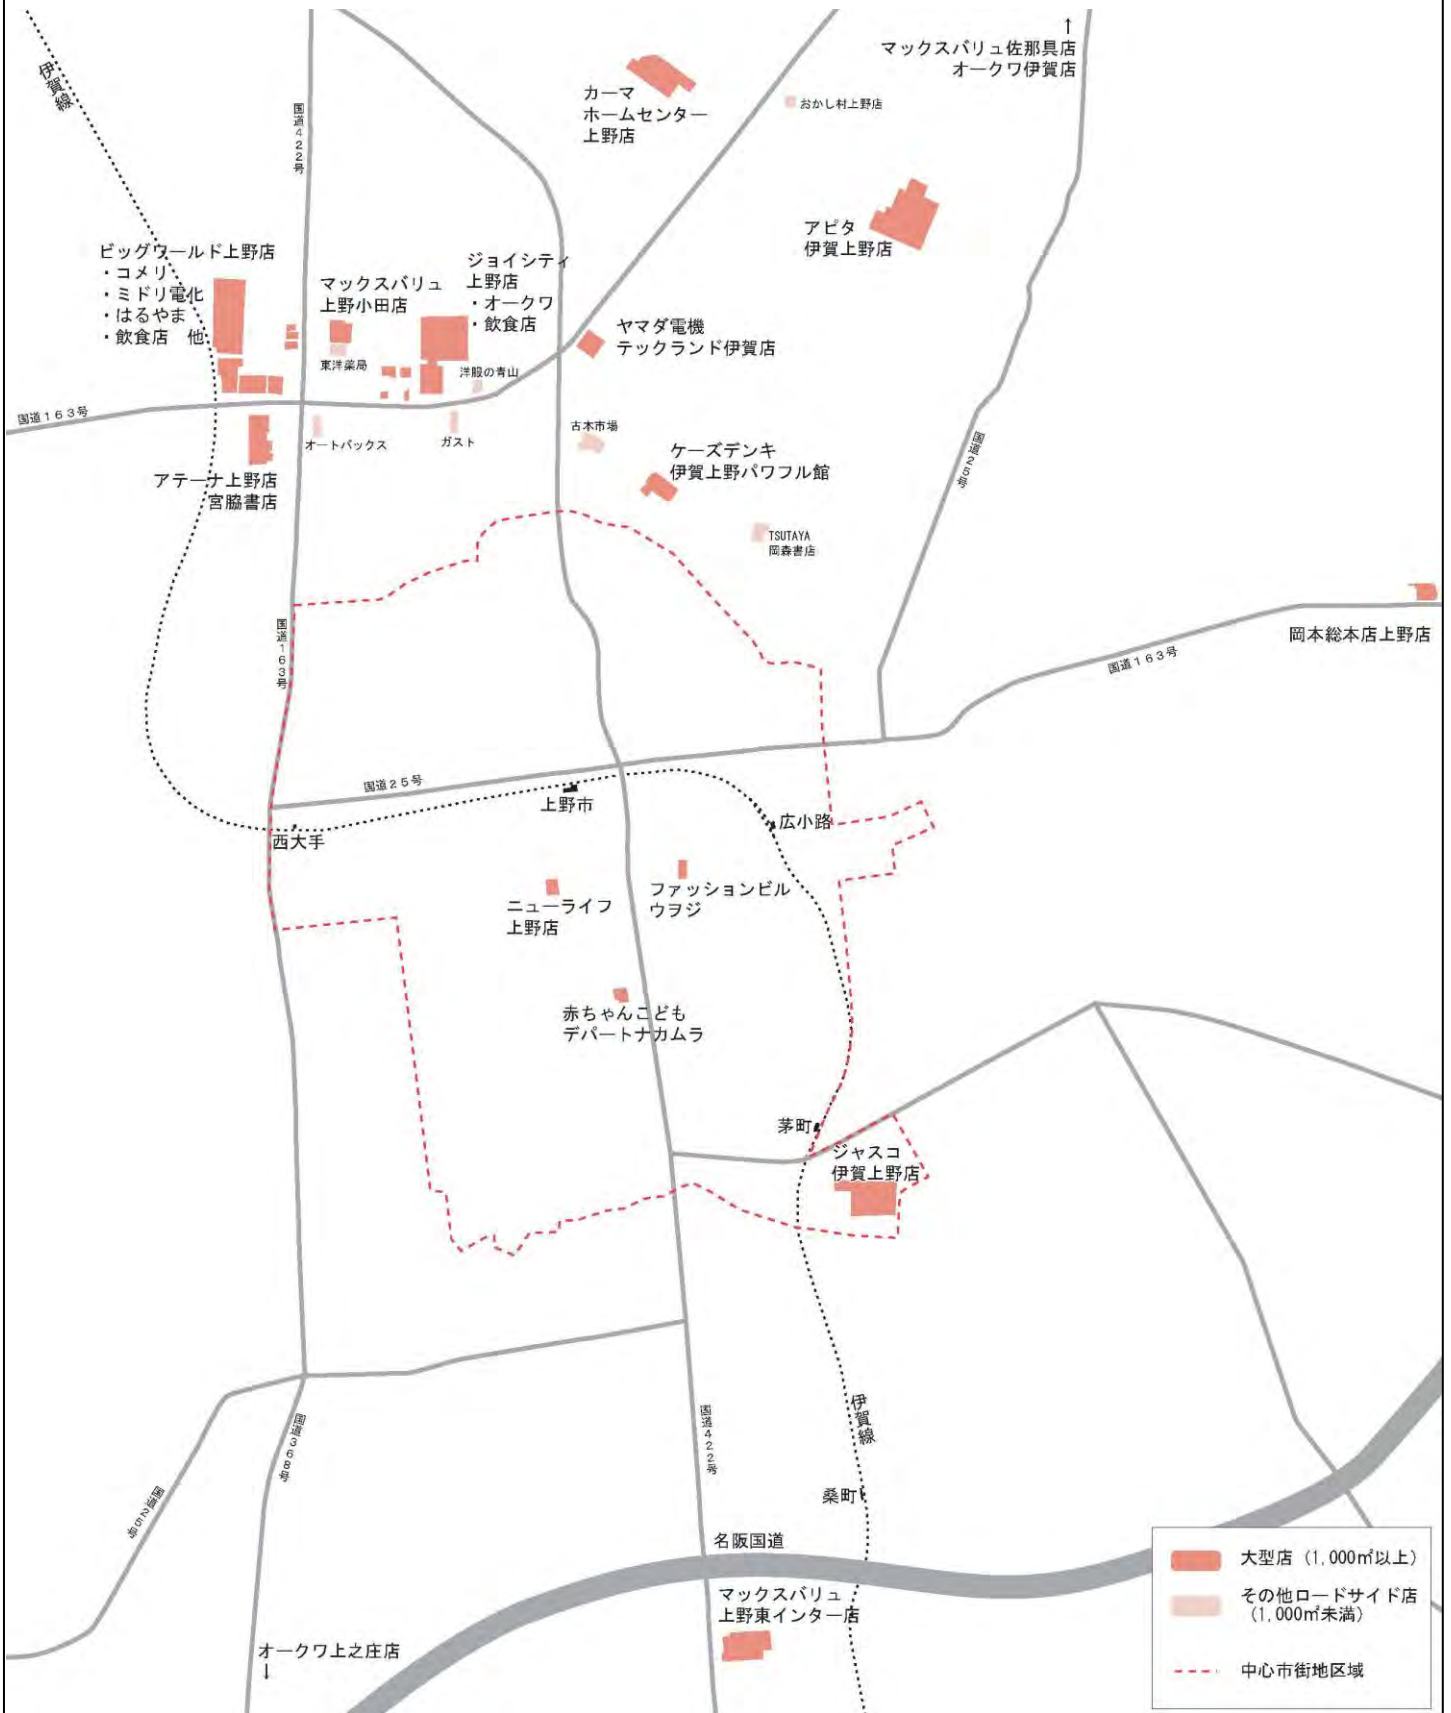 ↑
マックスバリュ佐那具店
オークワ伊賀店
伊賀線
国道422号
カーマ
ホームセンター
上野店
おかし村上野店
アピタ
伊賀上野店
ビッグワールド上野店
・コメリ
・ミドリ電化
・はるやま
・飲食店 他
マックスバリュ
上野小田店
東洋薬局
ジョイシティ
上野店
・オークワ
・飲食店
洋服の青山
ヤマダ電機
テックランド伊賀店
国道163号
オートバックス
ガスト
古本市場
ケーズデンキ
伊賀上野パワフル館
国道25号
アテーナ上野店
宮脇書店
TSUTAYA
岡森書店
国道163号
岡本総本店上野店
国道163号
国道25号
上野市
西大手
広小路
ニューライフ
上野店
ファッションビル
ウヲジ
赤ちゃんこども
デパートナカムラ
茅町
ジャスコ
伊賀上野店
国道368号
国道422号
伊賀線
国道25号
桑町
名阪国道
マックスバリュ
上野東インター店
オークワ上之庄店
↓
大型店（1,000㎡以上）
その他ロードサイド店
（1,000㎡未満）
中心市街地区域